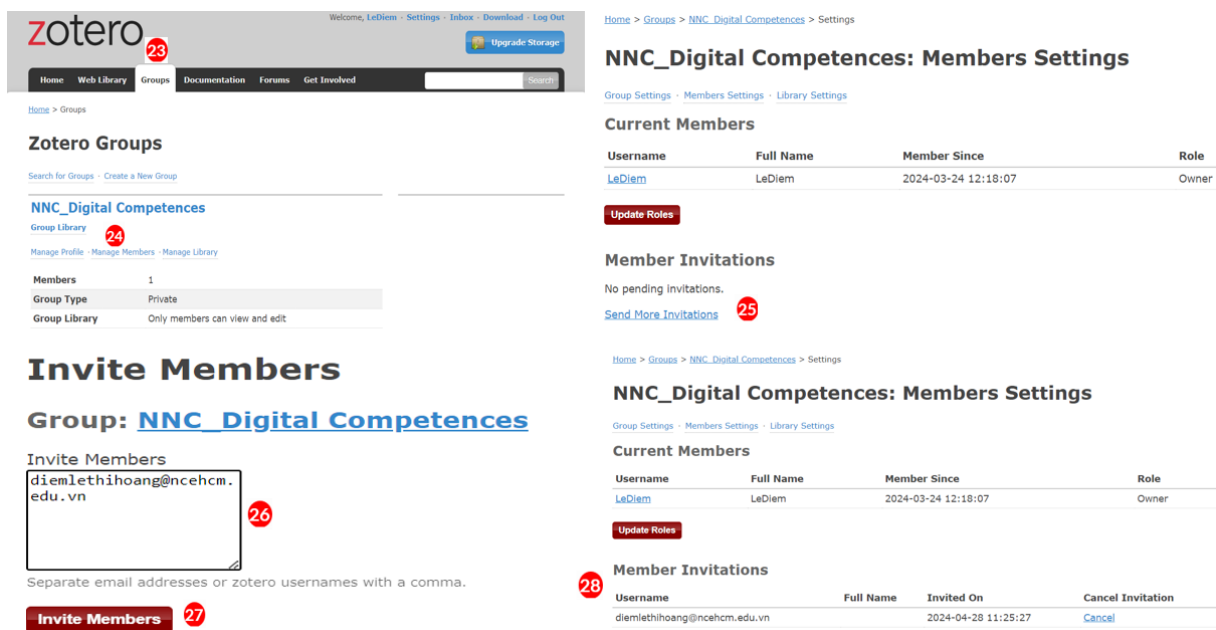 zotero
Welcome, LeDiem · Settings · Inbox · Download · Log Out
Upgrade Storage
23
Home Web Library Groups Documentation Forums Get Involved Search
Home > Groups
Zotero Groups
Search for Groups · Create a New Group
NNC_Digital Competences
Group Library
24
Manage Profile · Manage Members · Manage Library
Members 1
Group Type Private
Group Library Only members can view and edit
Home > Groups > NNC_Digital Competences > Settings
NNC_Digital Competences: Members Settings
Group Settings · Members Settings · Library Settings
Current Members
Username Full Name Member Since Role
LeDiem LeDiem 2024-03-24 12:18:07 Owner
Update Roles
Member Invitations
No pending invitations.
Send More Invitations 25
Invite Members
Group: NNC_Digital Competences
Invite Members
diemlethihoang@ncehcm.
edu.vn
26
Separate email addresses or zotero usernames with a comma.
Invite Members 27
Home > Groups > NNC_Digital Competences > Settings
NNC_Digital Competences: Members Settings
Group Settings · Members Settings · Library Settings
Current Members
Username Full Name Member Since Role
LeDiem LeDiem 2024-03-24 12:18:07 Owner
Update Roles
Member Invitations
28
Username Full Name Invited On Cancel Invitation
diemlethihoang@ncehcm.edu.vn 2024-04-28 11:25:27 Cancel